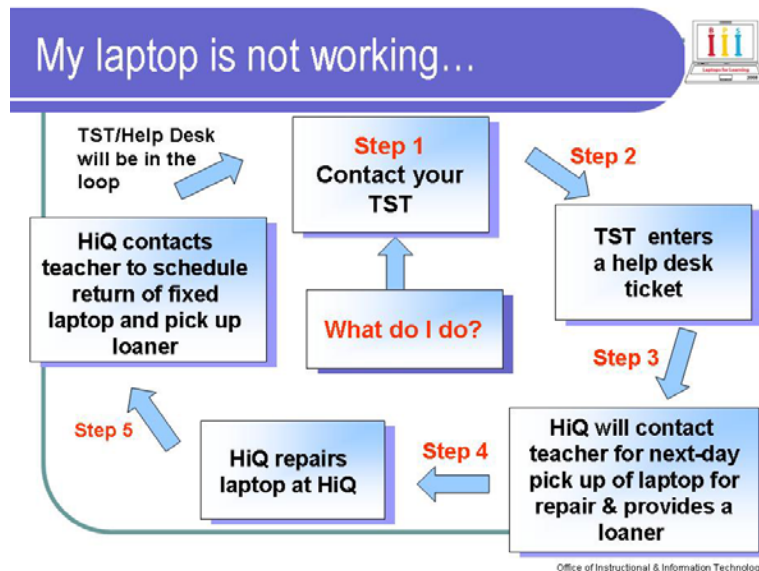 My laptop is not working...
Laptops for Learning
TST/Help Desk
will be in the
loop
Step 1
Contact your
TST
Step 2
TST enters
a help desk
ticket
What do I do?
Step 3
HiQ will contact
teacher for next-day
pick up of laptop for
repair & provides a
loaner
Step 4
HiQ repairs
laptop at HiQ
Step 5
HiQ contacts
teacher to schedule
return of fixed
laptop and pick up
loaner
Office of Instructional & Information Technolo